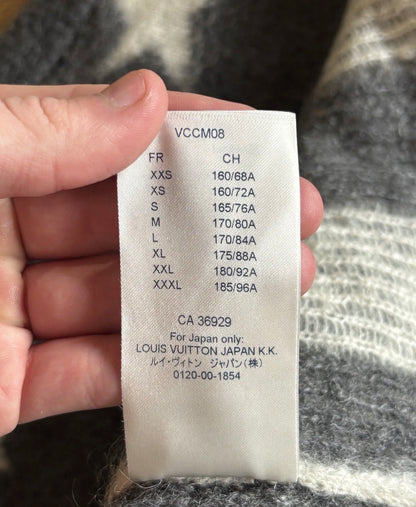 VCCM08
FR CH
XXS 160/68A
XS 160/72A
S 165/76A
M 170/80A
L 170/84A
XL 175/88A
XXL 180/92A
XXXL 185/96A
CA 36929
For Japan only:
LOUIS VUITTON JAPAN K.K.
ルイ・ヴィトン ジャパン(株)
0120-00-1854